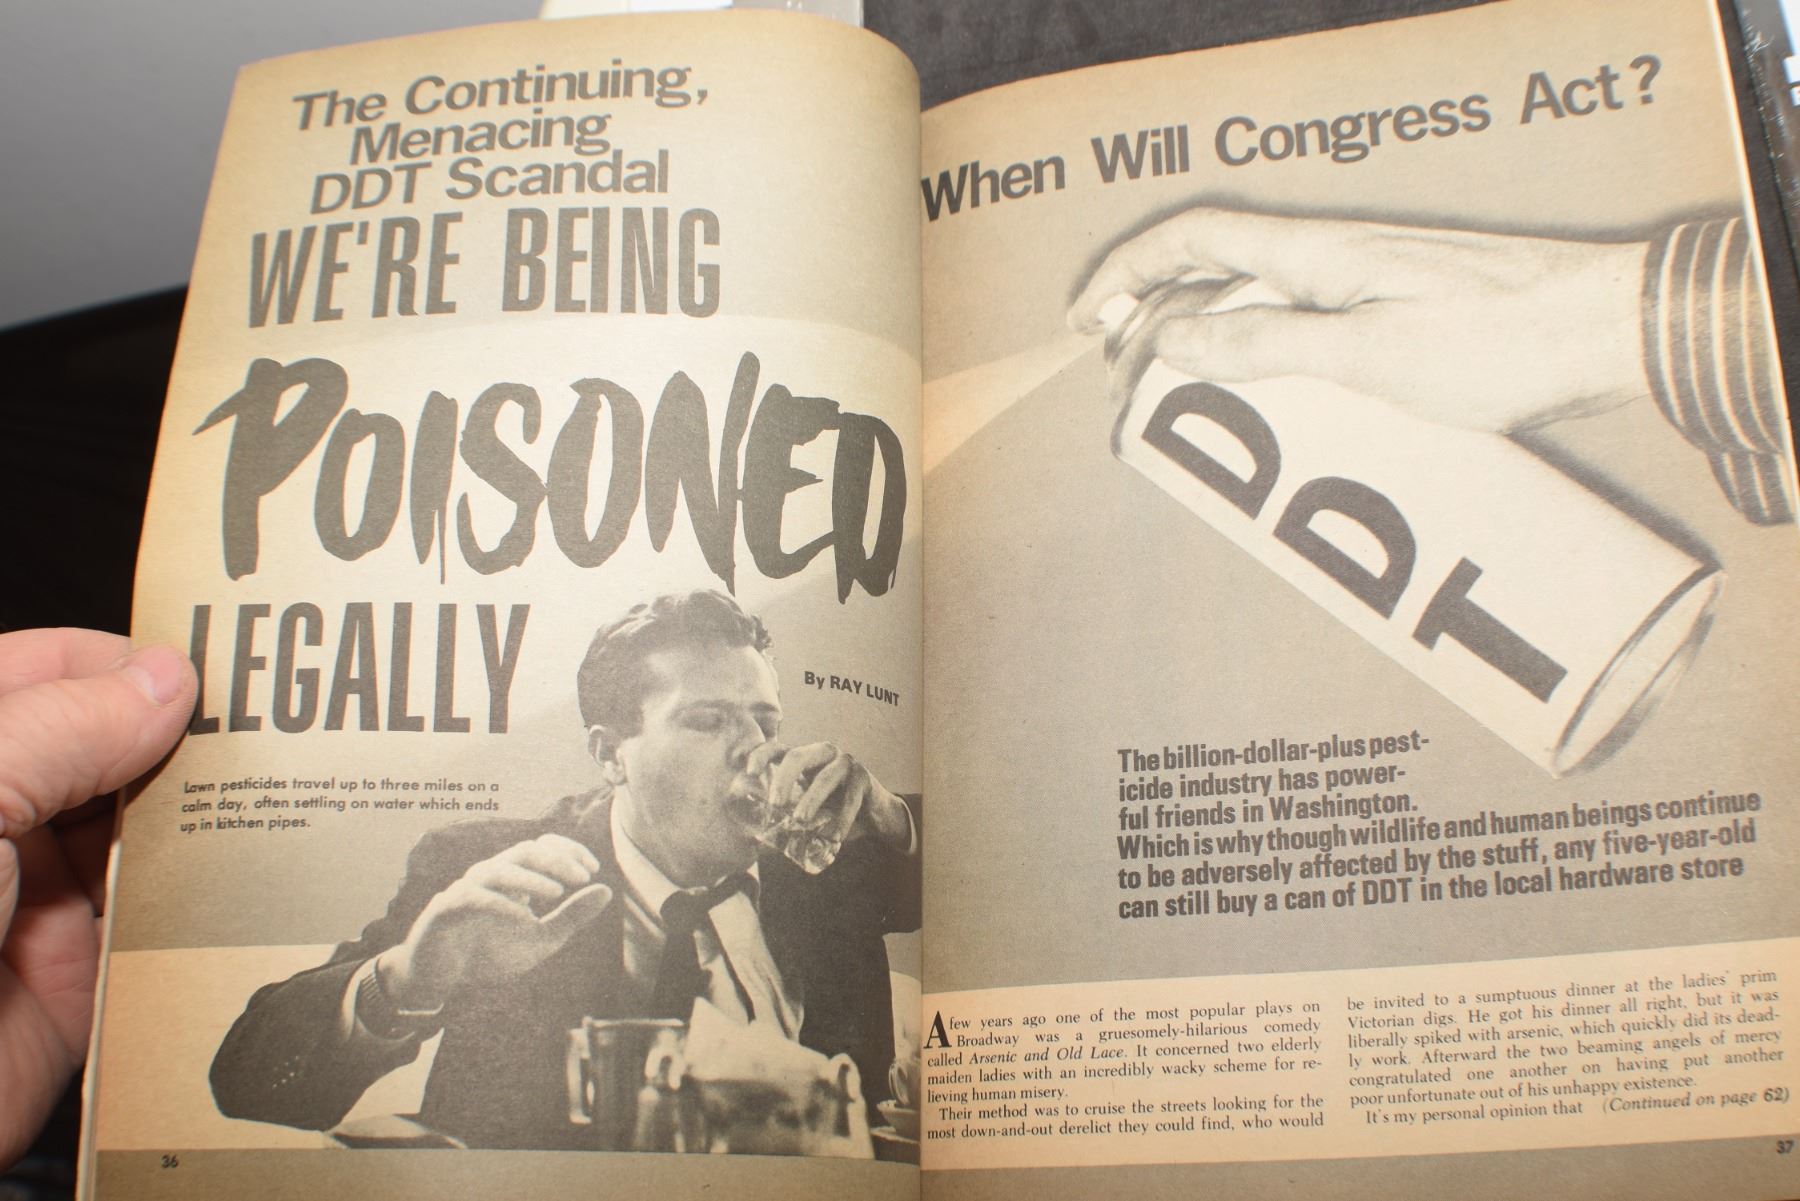 The Continuing,
Menacing
DDT Scandal
WE'RE BEING
POISONED
LEGALLY
By RAY LUNT
Lawn pesticides travel up to three miles on a
calm day, often settling on water which ends
up in kitchen pipes.
36
When Will Congress Act?
DDT
The billion-dollar-plus pest-
icide industry has power-
ful friends in Washington.
Which is why though wildlife and human beings continue
to be adversely affected by the stuff, any five-year-old
can still buy a can of DDT in the local hardware store
A few years ago one of the most popular plays on
Broadway was a gruesomely-hilarious comedy
called Arsenic and Old Lace. It concerned two elderly
maiden ladies with an incredibly wacky scheme for re-
lieving human misery.
Their method was to cruise the streets looking for the
most down-and-out derelict they could find, who would
be invited to a sumptuous dinner at the ladies' prim
Victorian digs. He got his dinner all right, but it was
liberally spiked with arsenic, which quickly did its dead-
ly work. Afterward the two beaming angels of mercy
congratulated one another on having put another
poor unfortunate out of his unhappy existence.
It's my personal opinion that (Continued on page 62)
37